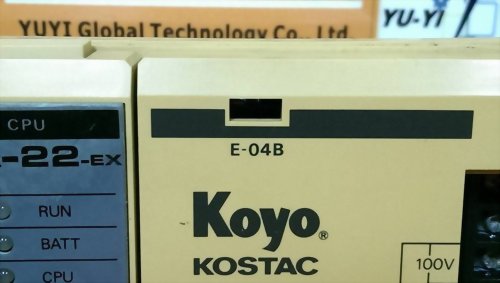 YUYI Global Technology Co., Ltd.
YU-YI
CPU
-22-EX
RUN
BATT
CPU
E-04B
Koyo®
KOSTAC
100V